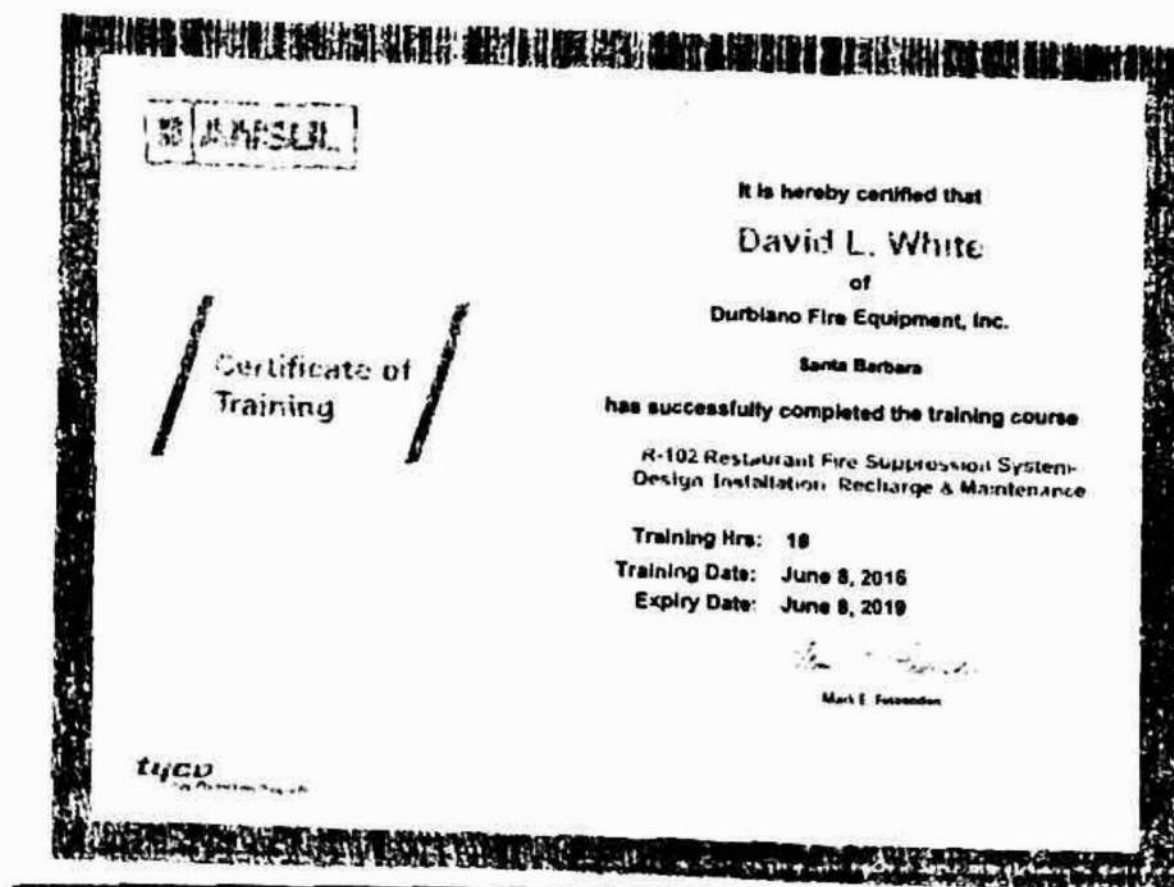 ANSUL
Certificate of
Training
It is hereby certified that
David L. White
of
Durbiano Fire Equipment, Inc.
Santa Barbara
has successfully completed the training course
R-102 Restaurant Fire Suppression System-
Design Installation Recharge & Maintenance
Training Hrs:
Training Date: June 8, 2016
Expiry Date: June 8, 2019
Mark E.
tyco